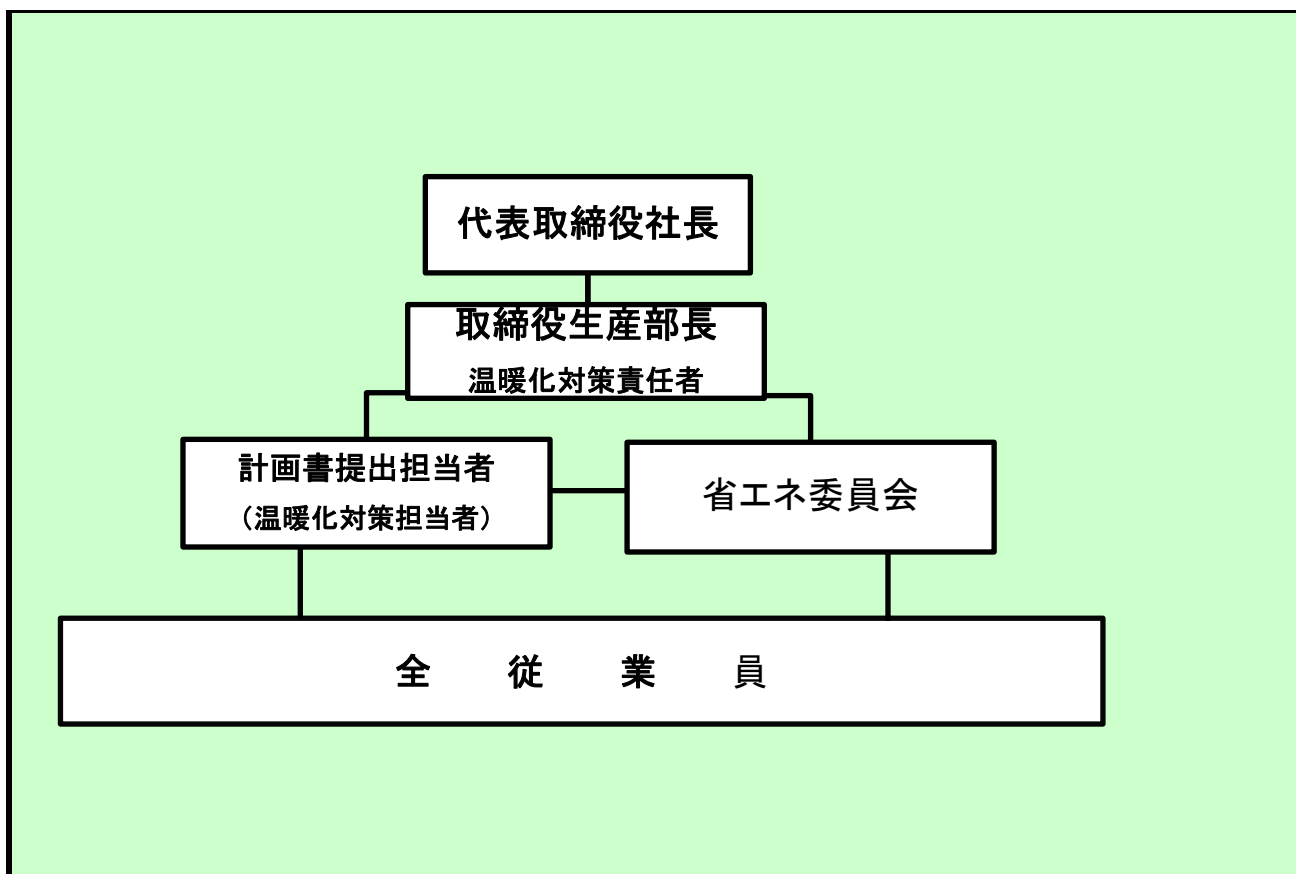 代表取締役社長
取締役生産部長
温暖化対策責任者
計画書提出担当者
（温暖化対策担当者）
省エネ委員会
全　従　業　員